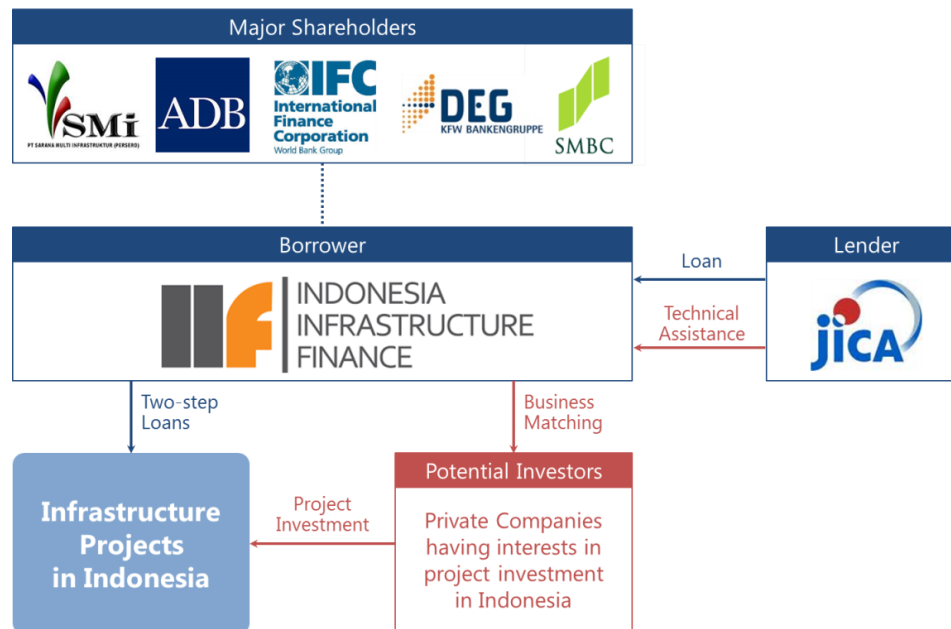 Major Shareholders
SMi
PT SARANA MULTI INFRASTRUKTUR (PERSERO)
ADB
IFC
International
Finance
Corporation
World Bank Group
DEG
KFW BANKENGRUPPE
SMBC
Borrower
IIf
INDONESIA
INFRASTRUCTURE
FINANCE
Loan
Technical
Assistance
Lender
jICA
Two-step
Loans
Business
Matching
Infrastructure
Projects
in Indonesia
Project
Investment
Potential Investors
Private Companies
having interests in
project investment
in Indonesia